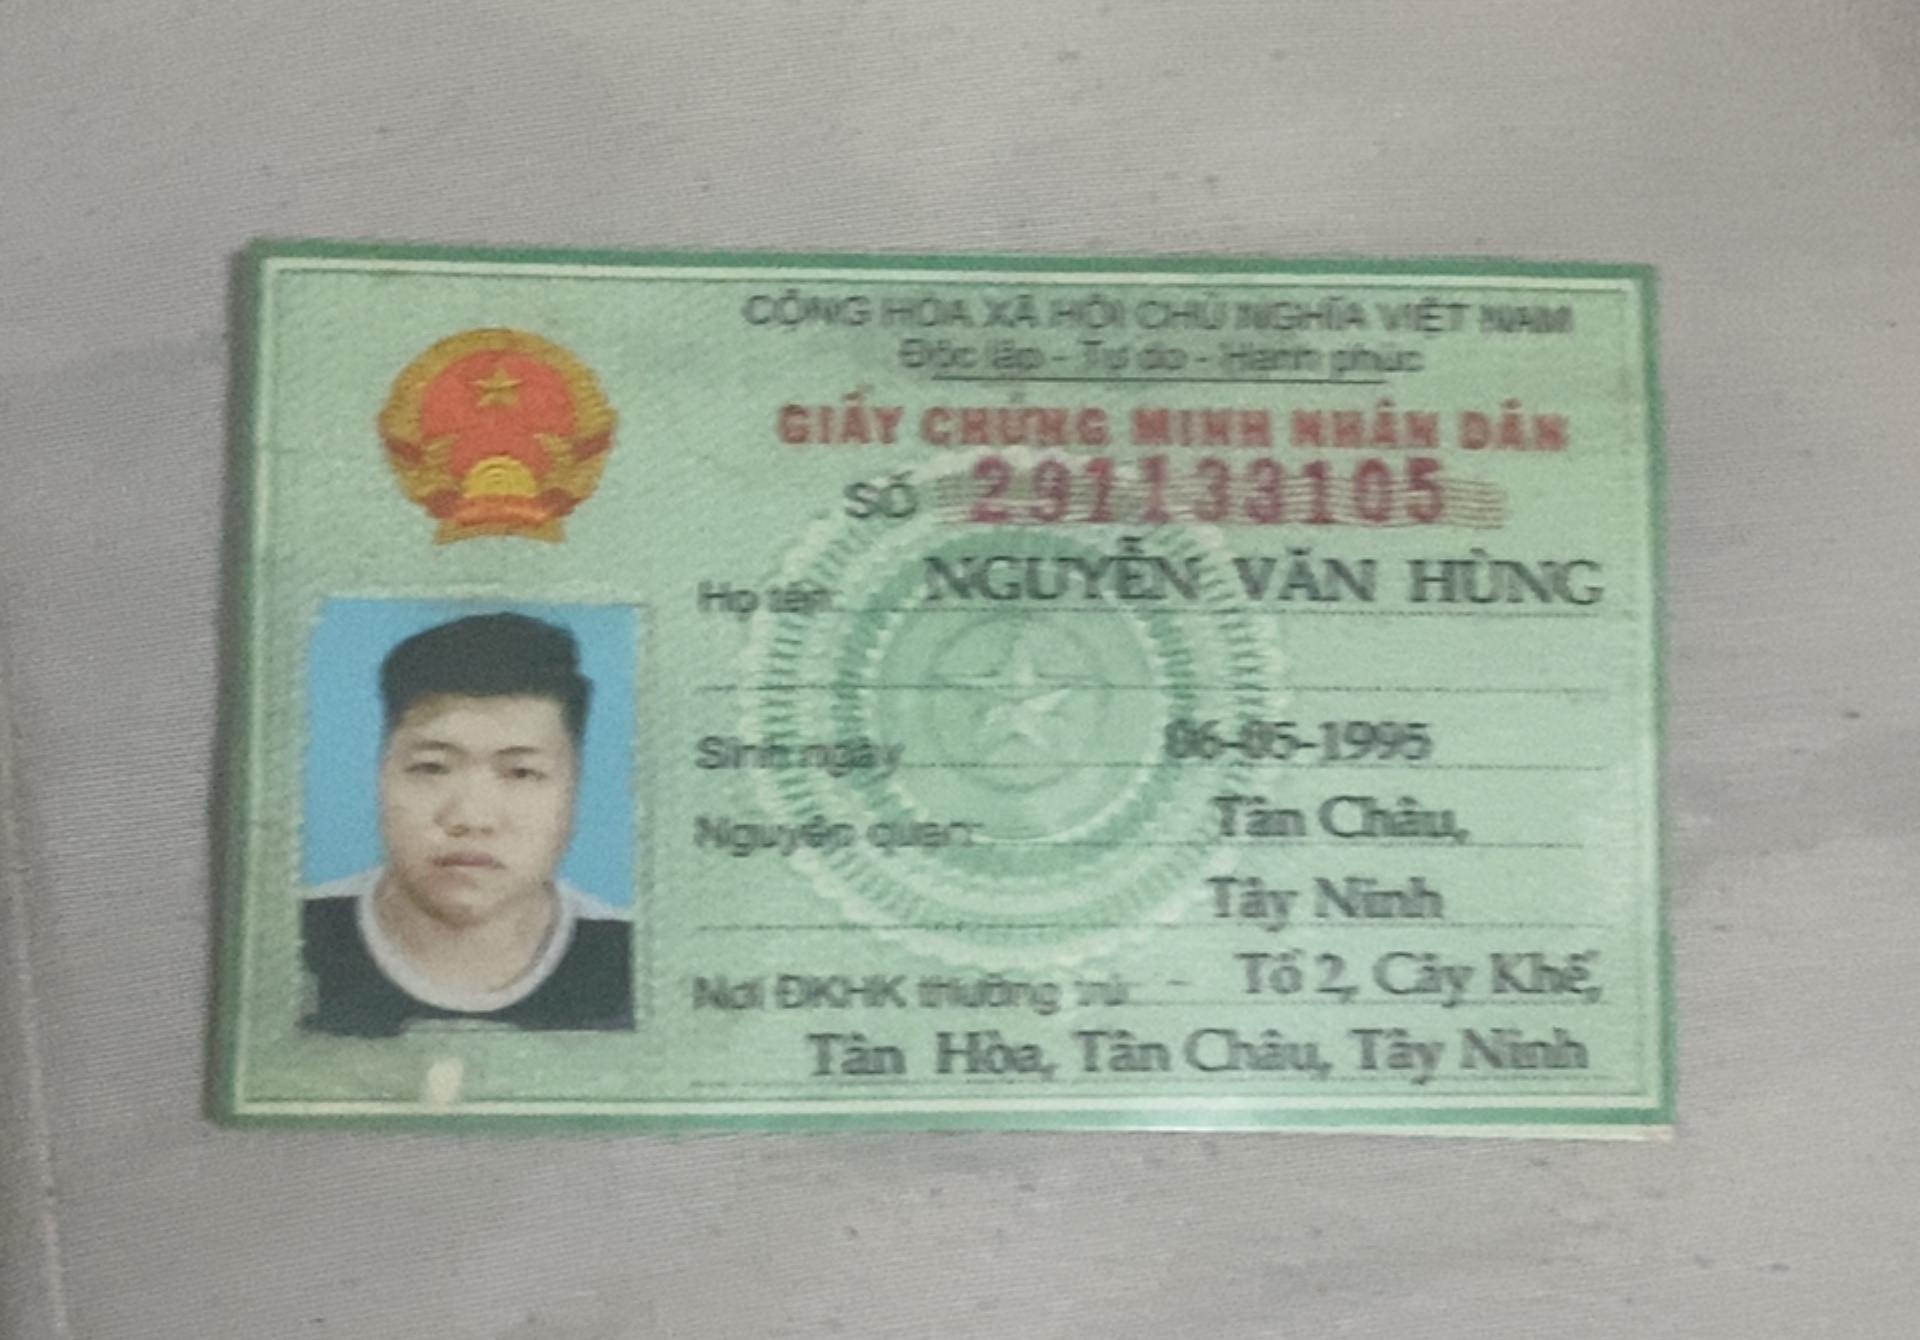 CỘNG HÒA XÃ HỘI CHỦ NGHĨA VIỆT NAM
Độc lập - Tự do - Hạnh phúc
GIẤY CHỨNG MINH NHÂN DÂN
SỐ 291133105
Họ tên: NGUYỄN VĂN HÙNG
Sinh ngày 06-05-1995
Nguyên quán: Tân Châu,
Tây Ninh
Nơi ĐKHK thường trú: - Tổ 2, Cây Khế,
Tân Hòa, Tân Châu, Tây Ninh